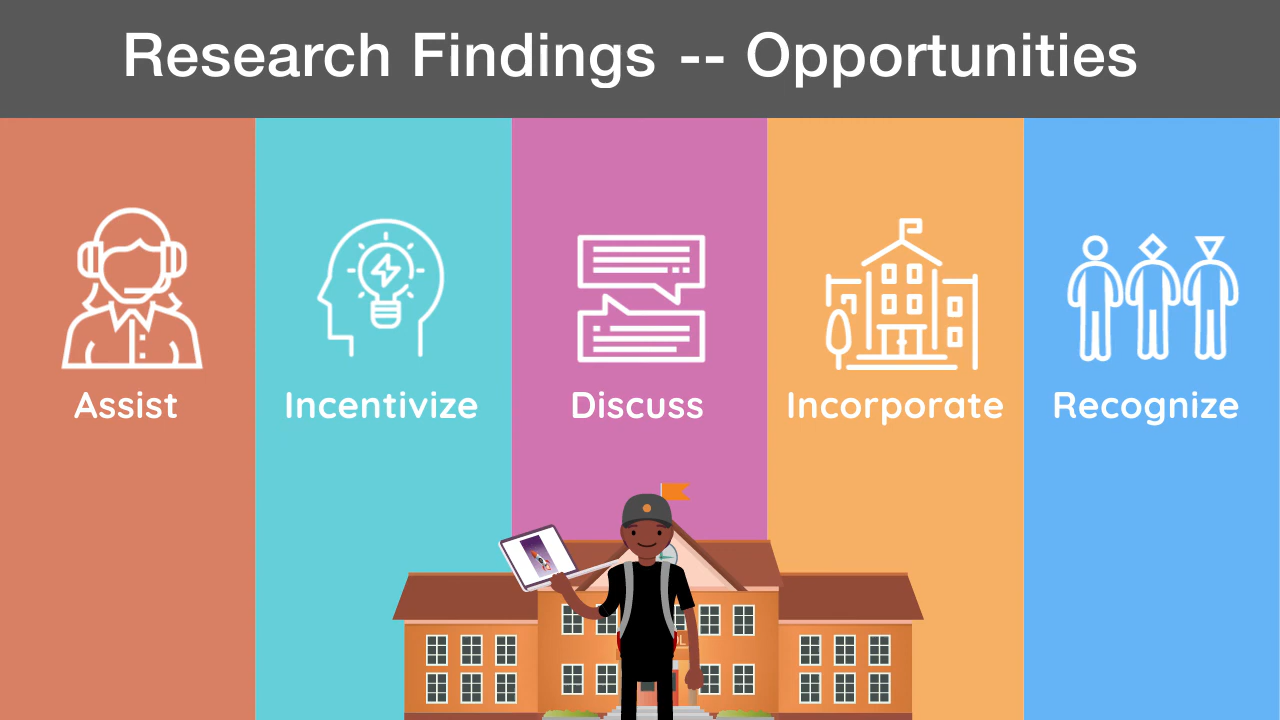 Research Findings -- Opportunities
Assist
Incentivize
Discuss
Incorporate
Recognize